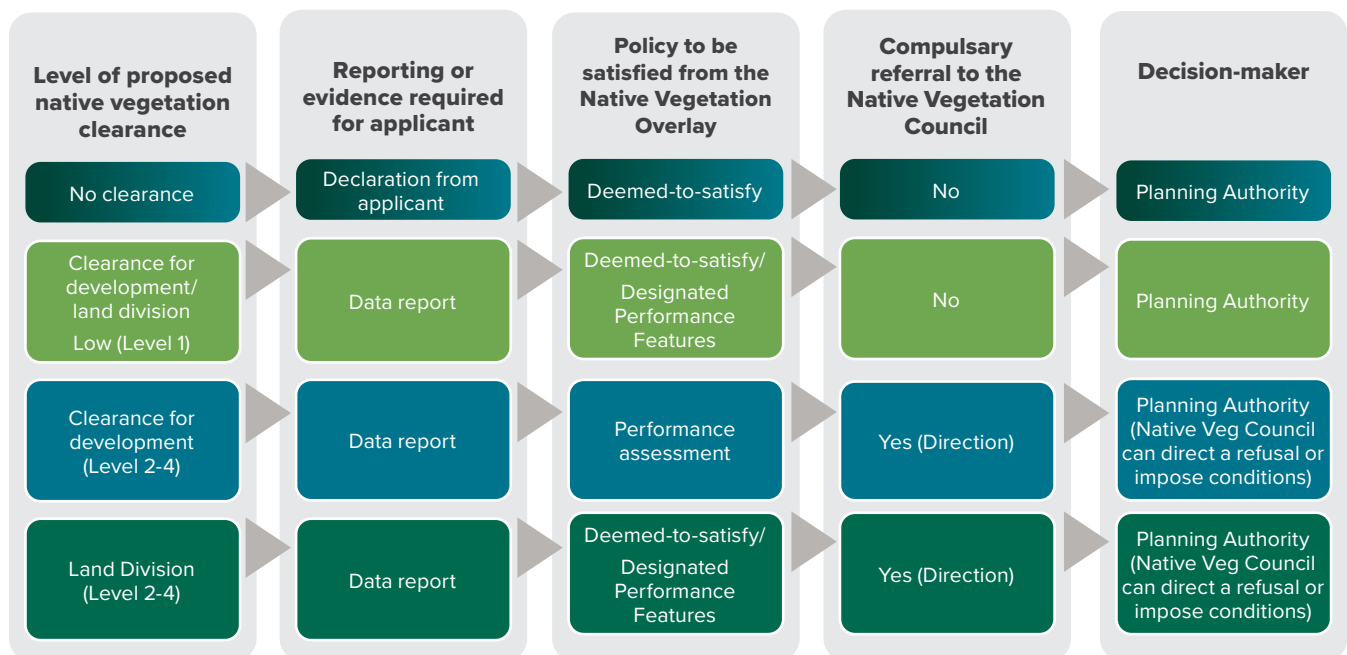 Level of proposed
native vegetation
clearance
Reporting or
evidence required
for applicant
Policy to be
satisfied from the
Native Vegetation
Overlay
Compulsary
referral to the
Native Vegetation
Council
Decision-maker
No clearance
Declaration from
applicant
Deemed-to-satisfy
No
Planning Authority
Clearance for
development/
land division
Low (Level 1)
Data report
Deemed-to-satisfy/
Designated
Performance
Features
No
Planning Authority
Clearance for
development
(Level 2-4)
Data report
Performance
assessment
Yes (Direction)
Planning Authority
(Native Veg Council
can direct a refusal or
impose conditions)
Land Division
(Level 2-4)
Data report
Deemed-to-satisfy/
Designated
Performance
Features
Yes (Direction)
Planning Authority
(Native Veg Council
can direct a refusal or
impose conditions)